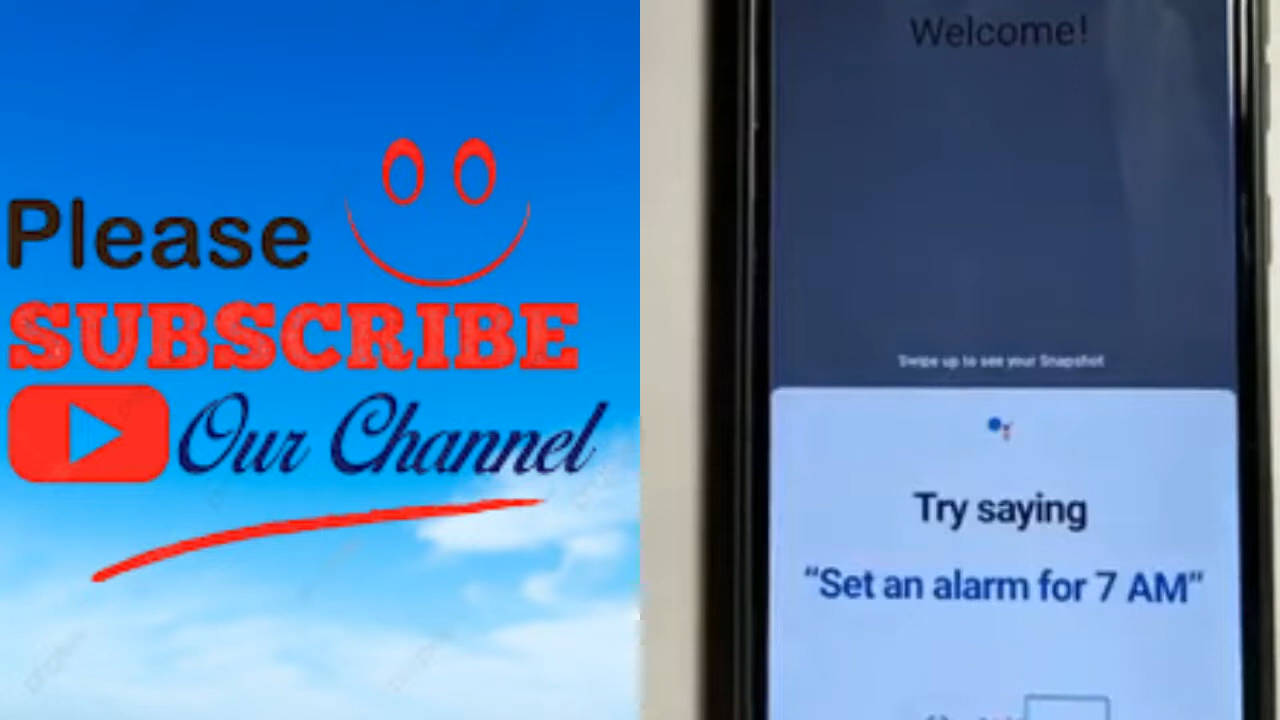 Please
SUBSCRIBE
Our Channel
Welcome!
Swipe up to see your Snapshot
Try saying
"Set an alarm for 7 AM"